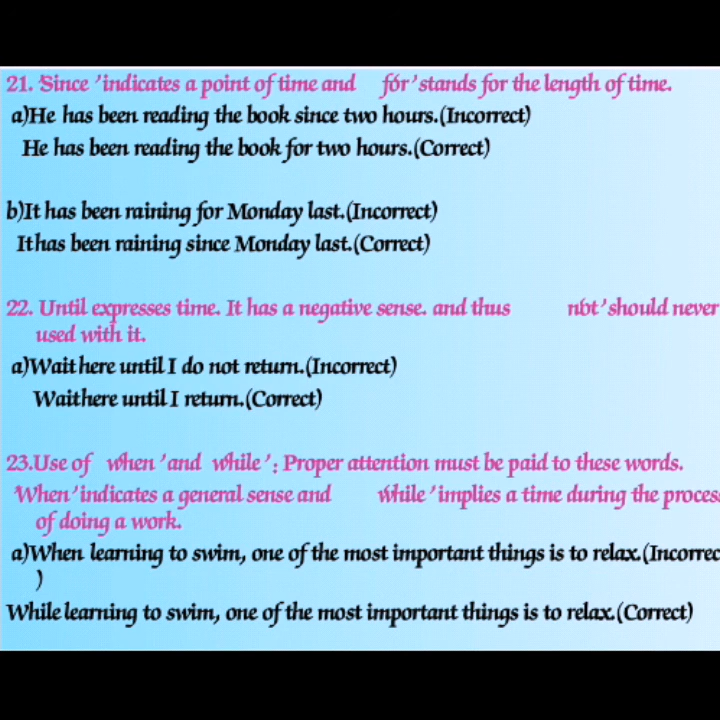 21. 'Since' indicates a point of time and 'for' stands for the length of time.
a)He has been reading the book since two hours.(Incorrect)
He has been reading the book for two hours.(Correct)
b)It has been raining for Monday last.(Incorrect)
It has been raining since Monday last.(Correct)
22. Until expresses time. It has a negative sense. and thus 'not' should never
used with it.
a)Wait here until I do not return.(Incorrect)
Wait here until I return.(Correct)
23.Use of 'when' and 'while' : Proper attention must be paid to these words.
'When' indicates a general sense and 'while' implies a time during the process
of doing a work.
a)When learning to swim, one of the most important things is to relax.(Incorrec
)
While learning to swim, one of the most important things is to relax.(Correct)